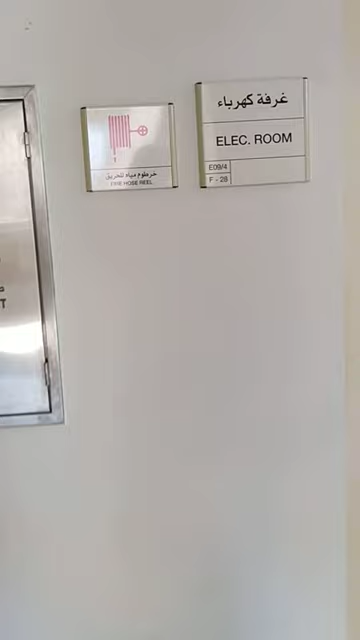 غرفة كهرباء
ELEC. ROOM
E09/4
F - 28
خرطوم مياه للحريق
FIRE HOSE REEL